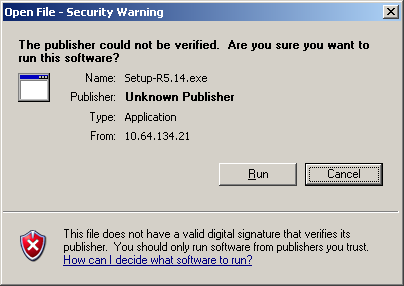 Open File - Security Warning
The publisher could not be verified. Are you sure you want to
run this software?
Name: Setup-R5.14.exe
Publisher: Unknown Publisher
Type: Application
From: 10.64.134.21
Run Cancel
This file does not have a valid digital signature that verifies its
publisher. You should only run software from publishers you trust.
How can I decide what software to run?